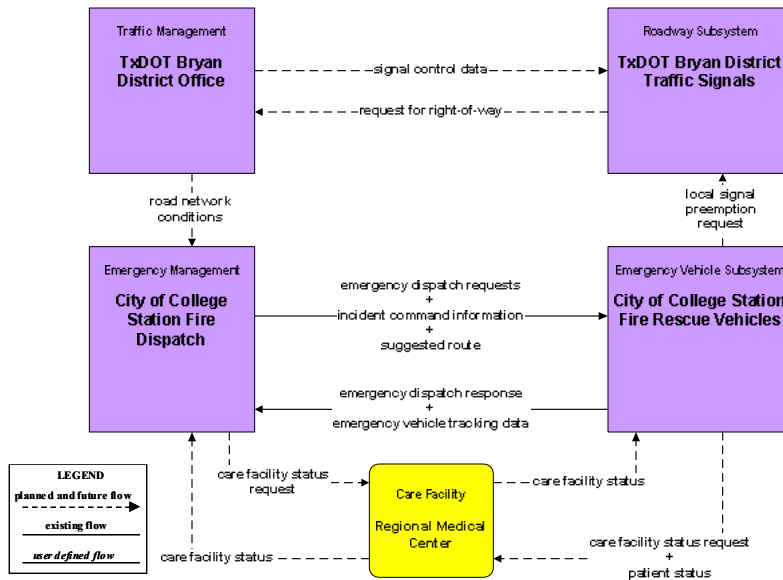 Traffic Management
TxDOT Bryan
District Office
Roadway Subsystem
TxDOT Bryan District
Traffic Signals
signal control data
request for right-of-way
road network
conditions
local signal
preemption
request
Emergency Management
City of College
Station Fire
Dispatch
Emergency Vehicle Subsystem
City of College Station
Fire Rescue Vehicles
emergency dispatch requests
+
incident command information
+
suggested route
emergency dispatch response
+
emergency vehicle tracking data
LEGEND
planned and future flow
existing flow
user defined flow
care facility status
request
Care Facility
Regional Medical
Center
care facility status
care facility status
care facility status request
+
patient status